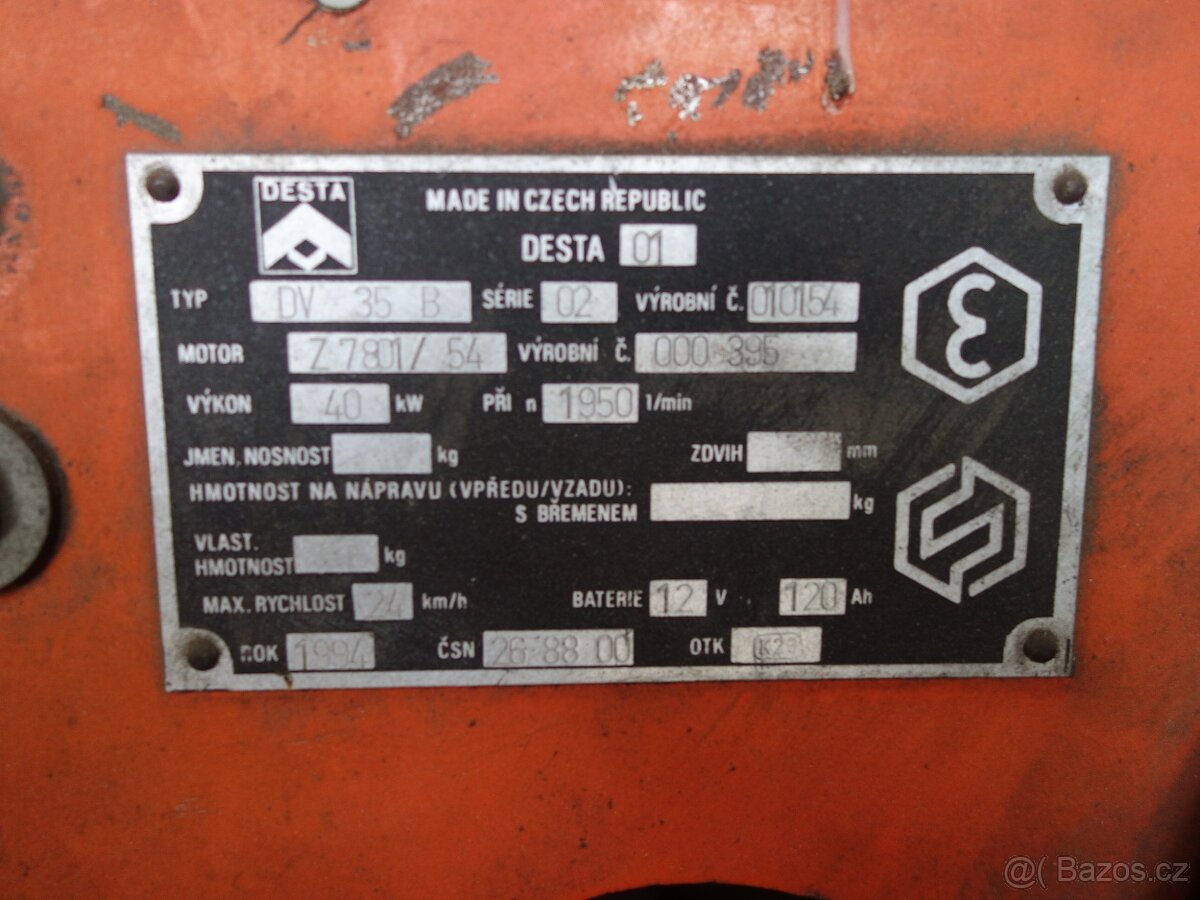 DESTA
MADE IN CZECH REPUBLIC
DESTA 01
TYP DV 35 B SÉRIE 02 VÝROBNÍ Č. 010154
MOTOR Z 7801/54 VÝROBNÍ Č. 000 395
VÝKON 40 kW PŘI n 1950 1/min
JMEN. NOSNOST kg ZDVIH mm
HMOTNOST NA NÁPRAVU (VPŘEDU/VZADU):
S BŘEMENEM kg
VLAST.
HMOTNOST kg
MAX. RYCHLOST 24 km/h BATERIE 12 V 120 Ah
ROK 1994 ČSN 26 88 00 OTK
Bazos.cz